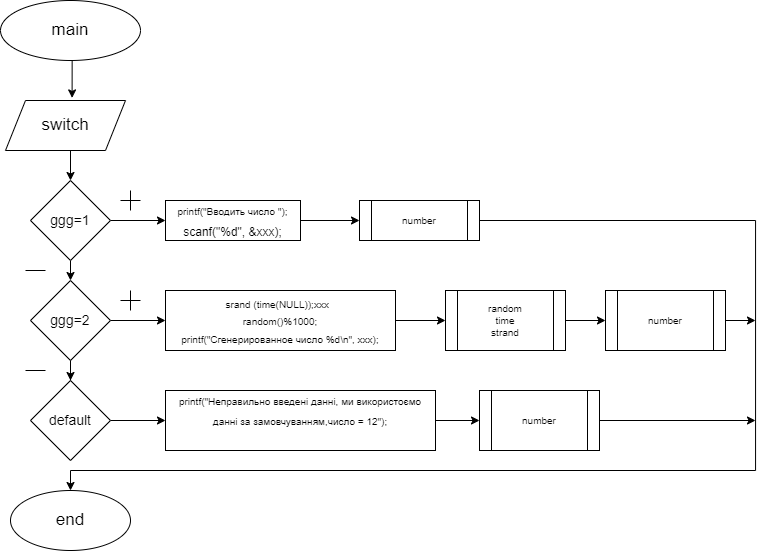 main
switch
ggg=1
printf("Вводить число ");
scanf("%d", &xxx);
number
ggg=2
srand (time(NULL));xxx
random()%1000;
printf("Сгенерированное число %d\n", xxx);
random
time
strand
number
default
printf("Неправильно введені данні, ми використоємо
данні за замовчуванням,число = 12");
number
end